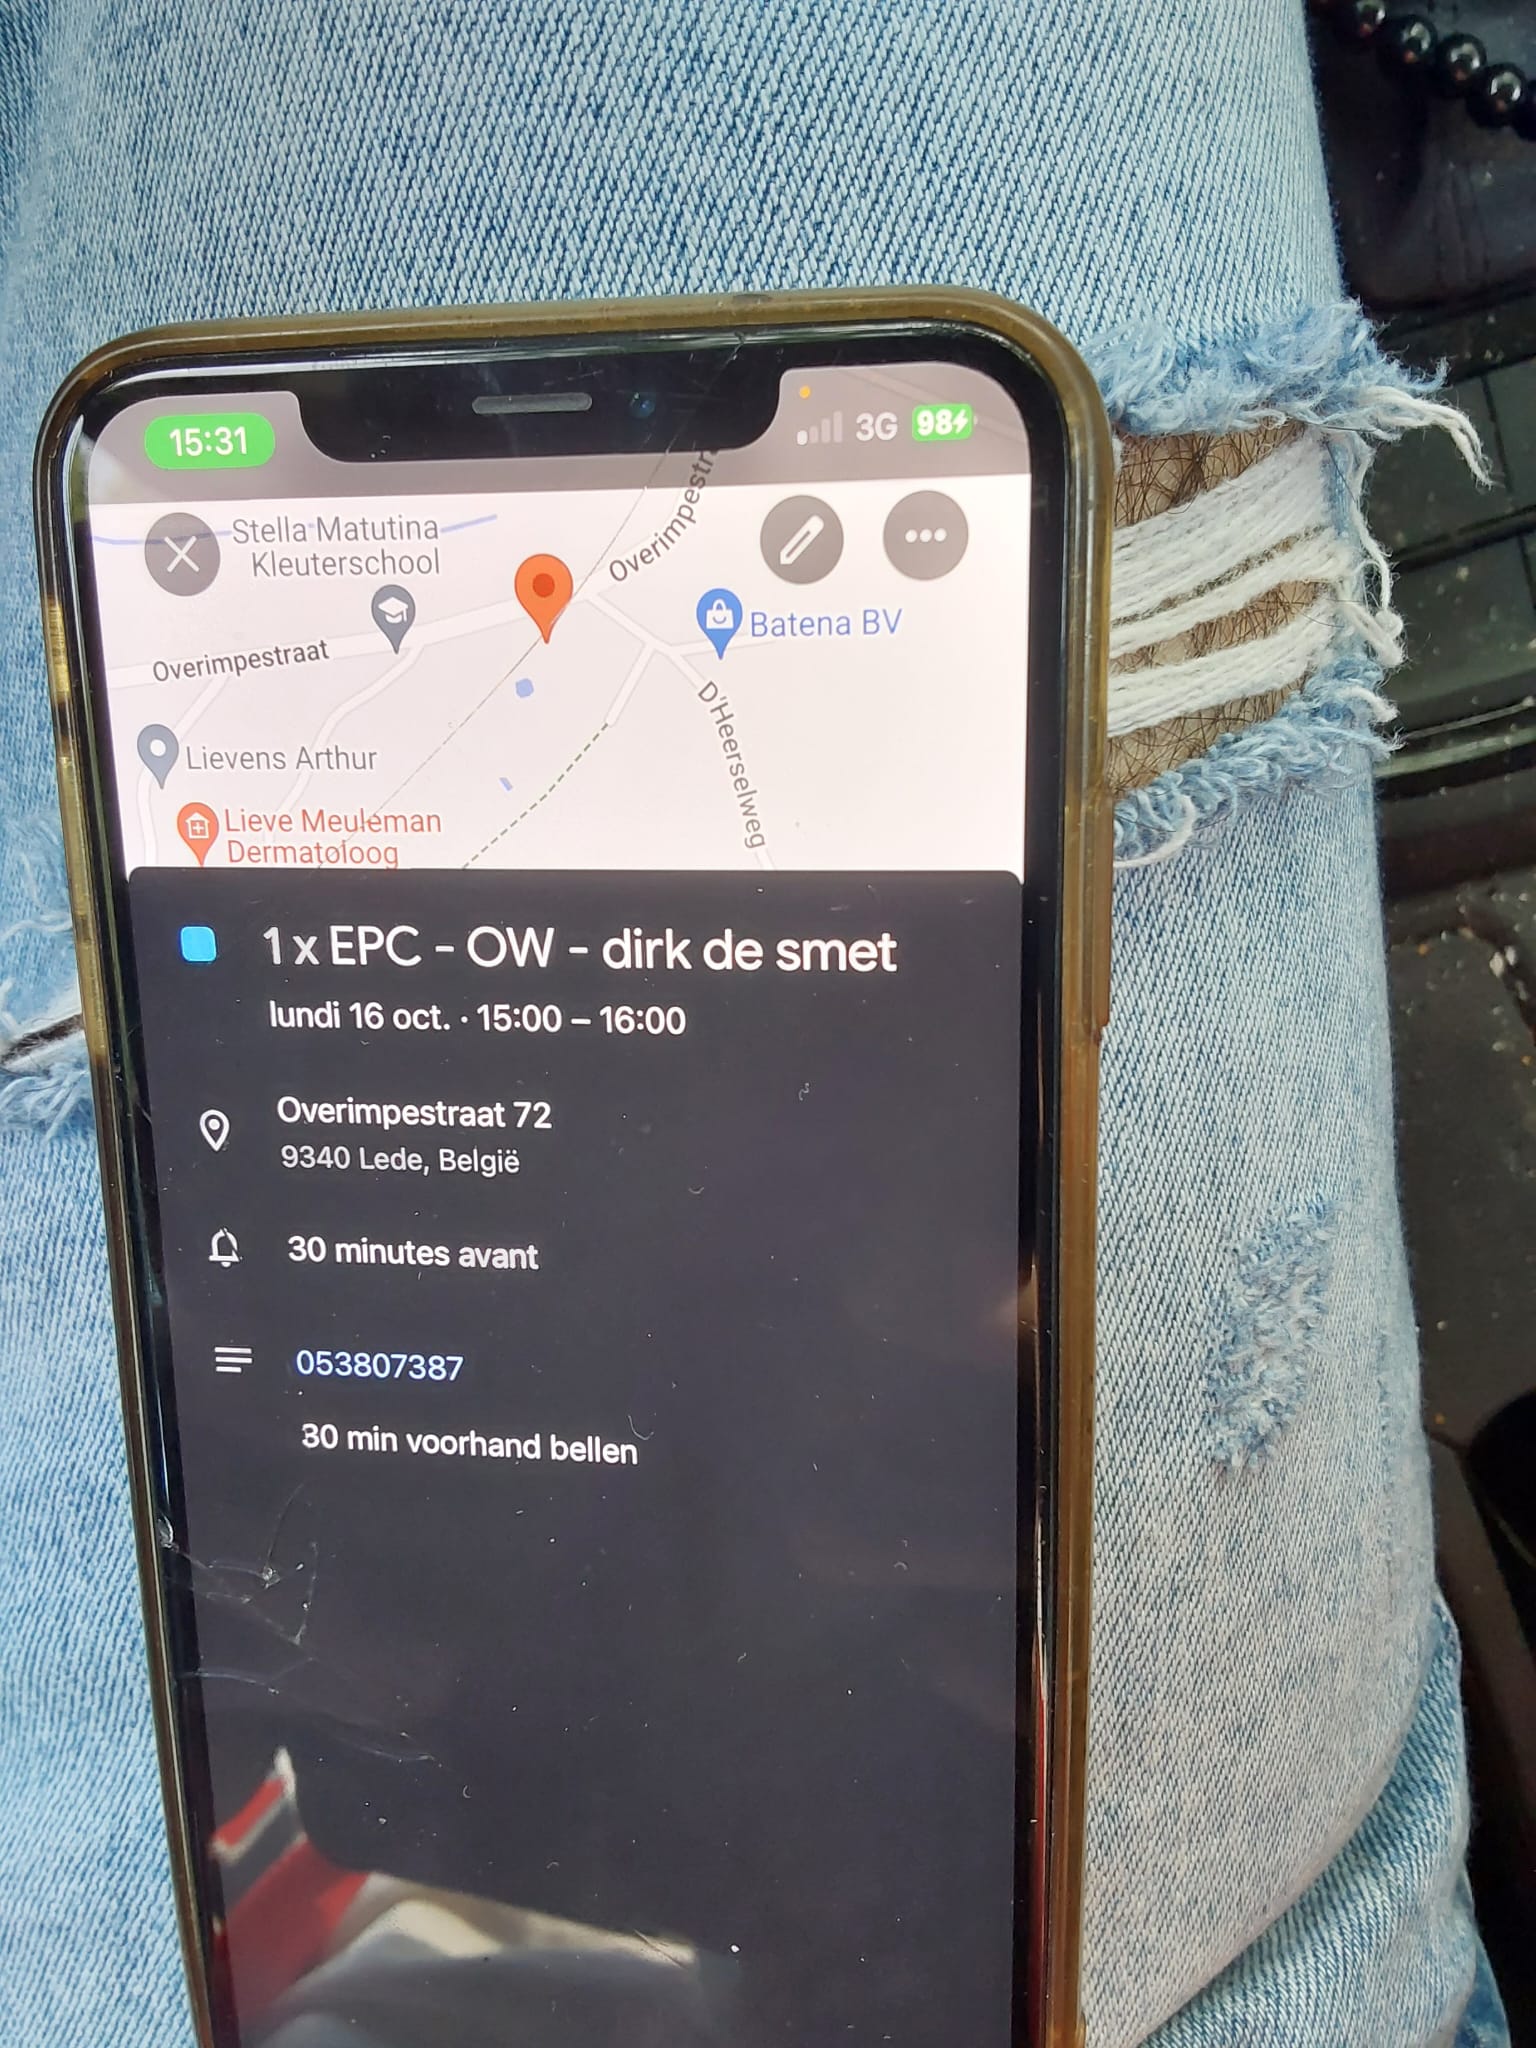 15:31
3G 98
Stella Matutina
Kleuterschool
Overimpestr
Batena BV
Overimpestraat
D'Heerselweg
Lievens Arthur
Lieve Meuleman
Dermatoloog
1 x EPC - OW - dirk de smet
lundi 16 oct. · 15:00 – 16:00
Overimpestraat 72
9340 Lede, België
30 minutes avant
053807387
30 min voorhand bellen